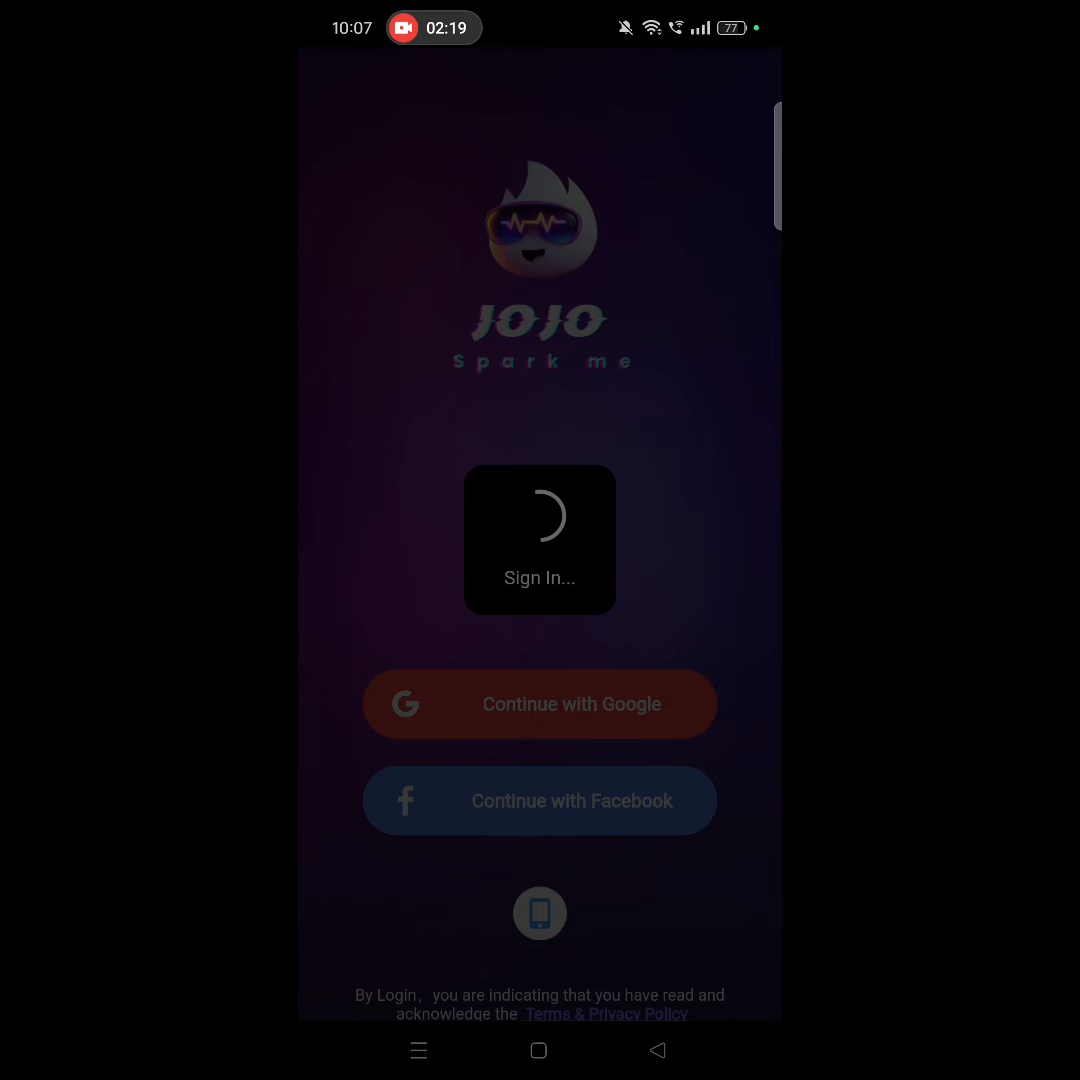 10:07 02:19 77
JOJO
Spark me
Sign In...
Continue with Google
Continue with Facebook
By Login, you are indicating that you have read and
acknowledge the Terms & Privacy Policy